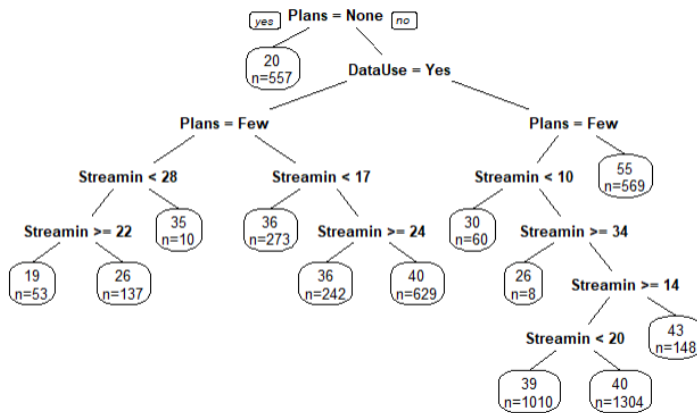 yes Plans = None no
20
n=557
DataUse = Yes
Plans = Few
Plans = Few
55
n=569
Streamin < 28
Streamin < 17
Streamin < 10
35
n=10
36
n=273
30
n=60
Streamin >= 22
Streamin >= 24
Streamin >= 34
19
n=53
26
n=137
36
n=242
40
n=629
26
n=8
Streamin >= 14
43
n=148
Streamin < 20
39
n=1010
40
n=1304